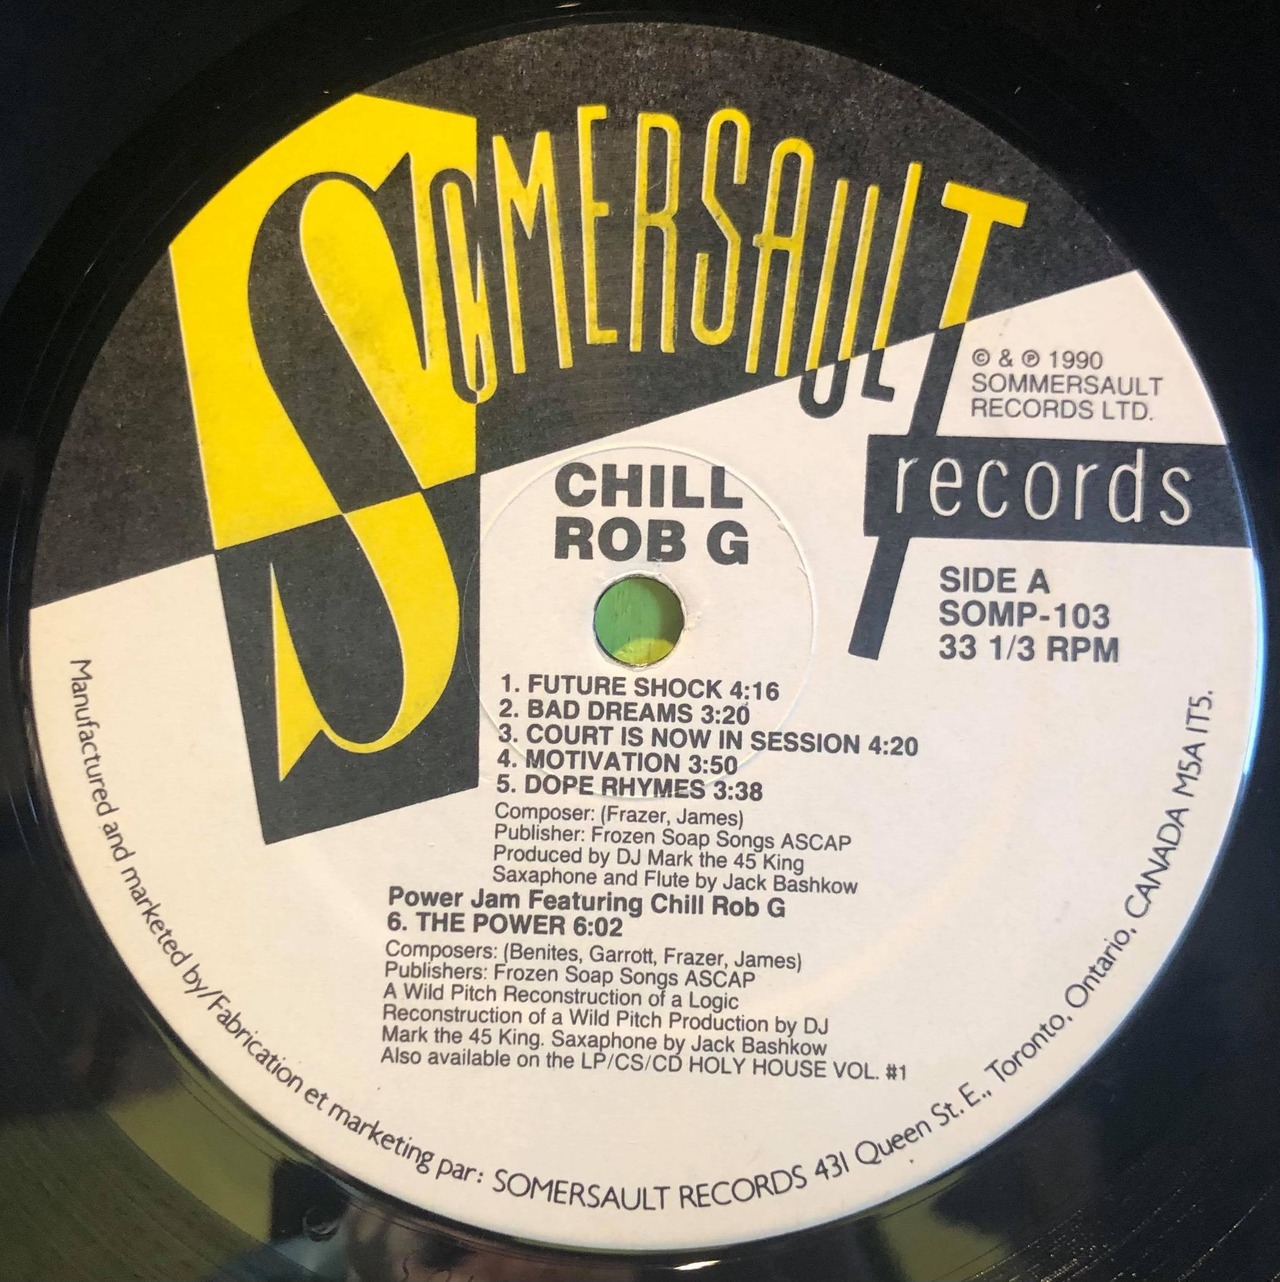 SOMERSAULT
records
© & ℗ 1990
SOMMERSAULT
RECORDS LTD.
CHILL
ROB G
SIDE A
SOMP-103
33 1/3 RPM
1. FUTURE SHOCK 4:16
2. BAD DREAMS 3:20
3. COURT IS NOW IN SESSION 4:20
4. MOTIVATION 3:50
5. DOPE RHYMES 3:38
Composer: (Frazer, James)
Publisher: Frozen Soap Songs ASCAP
Produced by DJ Mark the 45 King
Saxaphone and Flute by Jack Bashkow
Power Jam Featuring Chill Rob G
6. THE POWER 6:02
Composers: (Benites, Garrott, Frazer, James)
Publishers: Frozen Soap Songs ASCAP
A Wild Pitch Reconstruction of a Logic
Reconstruction of a Wild Pitch Production by DJ
Mark the 45 King. Saxaphone by Jack Bashkow
Also available on the LP/CS/CD HOLY HOUSE VOL. #1
Manufactured and marketed by/Fabrication et marketing par: SOMERSAULT RECORDS 431 Queen St. E., Toronto, Ontario, CANADA M5A 1T5.